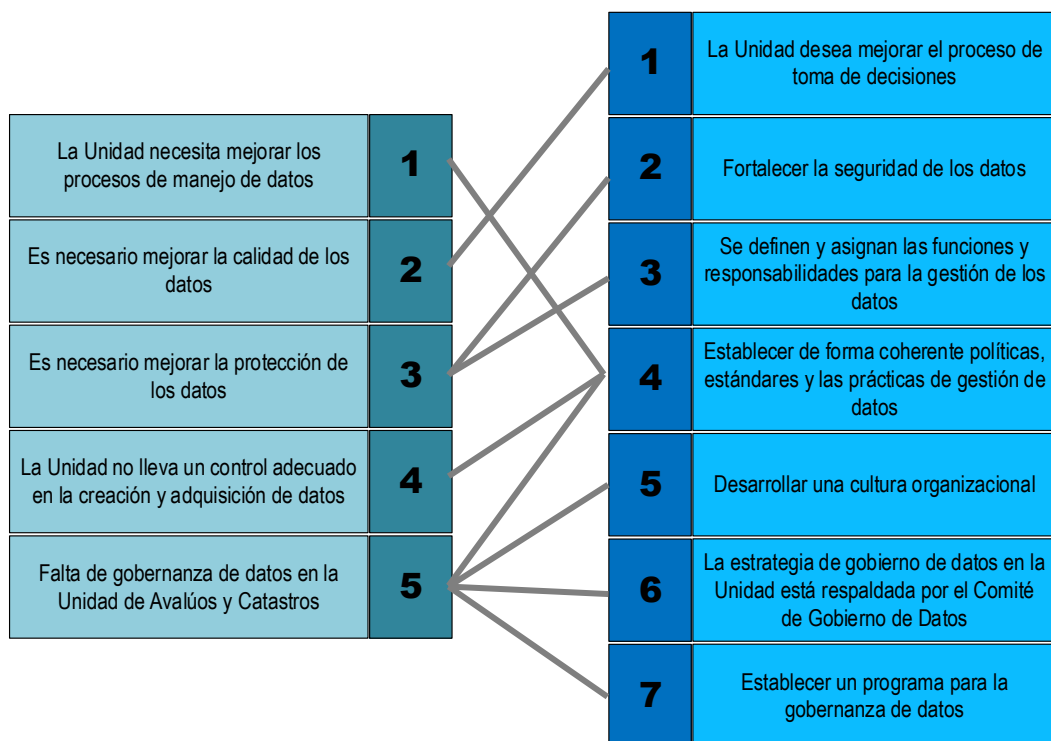 La Unidad necesita mejorar los
procesos de manejo de datos
1
Es necesario mejorar la calidad de los
datos
2
Es necesario mejorar la protección de
los datos
3
La Unidad no lleva un control adecuado
en la creación y adquisición de datos
4
Falta de gobernanza de datos en la
Unidad de Avalúos y Catastros
5
1
La Unidad desea mejorar el proceso de
toma de decisiones
2
Fortalecer la seguridad de los datos
3
Se definen y asignan las funciones y
responsabilidades para la gestión de los
datos
4
Establecer de forma coherente políticas,
estándares y las prácticas de gestión de
datos
5
Desarrollar una cultura organizacional
6
La estrategia de gobierno de datos en la
Unidad está respaldada por el Comité
de Gobierno de Datos
7
Establecer un programa para la
gobernanza de datos